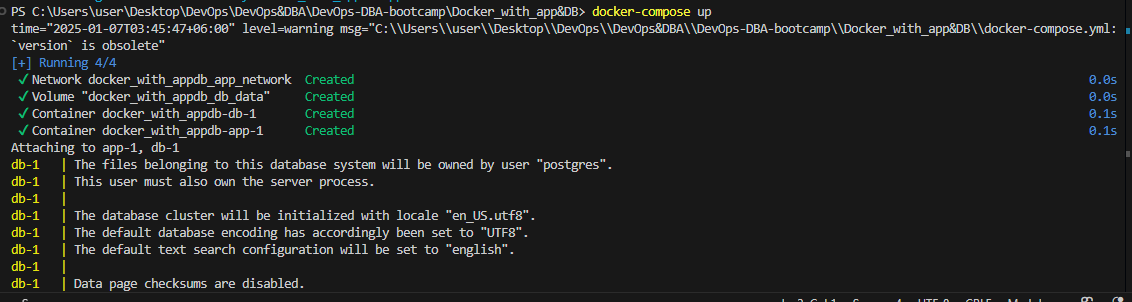 PS C:\Users\user\Desktop\DevOps\DevOps&DBA\DevOps-DBA-bootcamp\Docker_with_app&DB> docker-compose up
time="2025-01-07T03:45:47+06:00" level=warning msg="C:\\Users\\user\\Desktop\\DevOps\\DevOps&DBA\\DevOps-DBA-bootcamp\\Docker_with_app&DB\\docker-compose.yml:
`version` is obsolete"
[+] Running 4/4
✓ Network docker_with_appdb_app_network Created 0.0s
✓ Volume "docker_with_appdb_db_data" Created 0.0s
✓ Container docker_with_appdb-db-1 Created 0.1s
✓ Container docker_with_appdb-app-1 Created 0.1s
Attaching to app-1, db-1
db-1 | The files belonging to this database system will be owned by user "postgres".
db-1 | This user must also own the server process.
db-1 |
db-1 | The database cluster will be initialized with locale "en_US.utf8".
db-1 | The default database encoding has accordingly been set to "UTF8".
db-1 | The default text search configuration will be set to "english".
db-1 |
db-1 | Data page checksums are disabled.